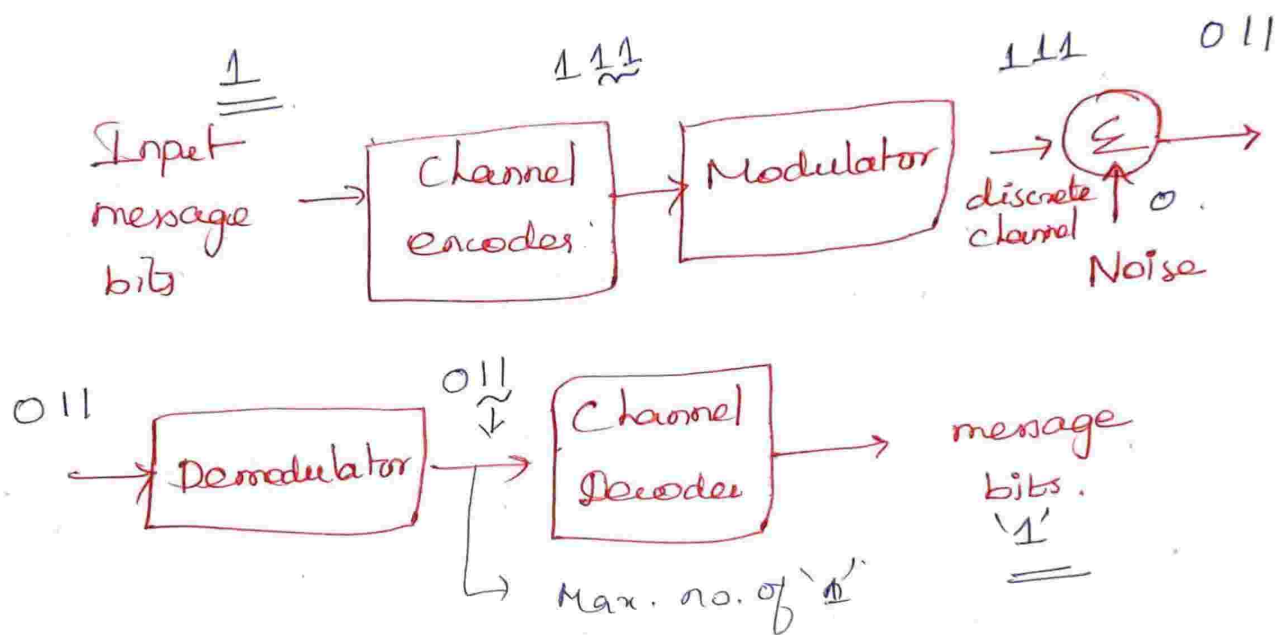 1
111
111
011
Input
message
bits
Channel
encoder
Modulator
discrete
channel
Σ
0.
Noise
011
Demodulator
011
Channel
Decoder
message
bits.
'1'
Max. no. of '1'